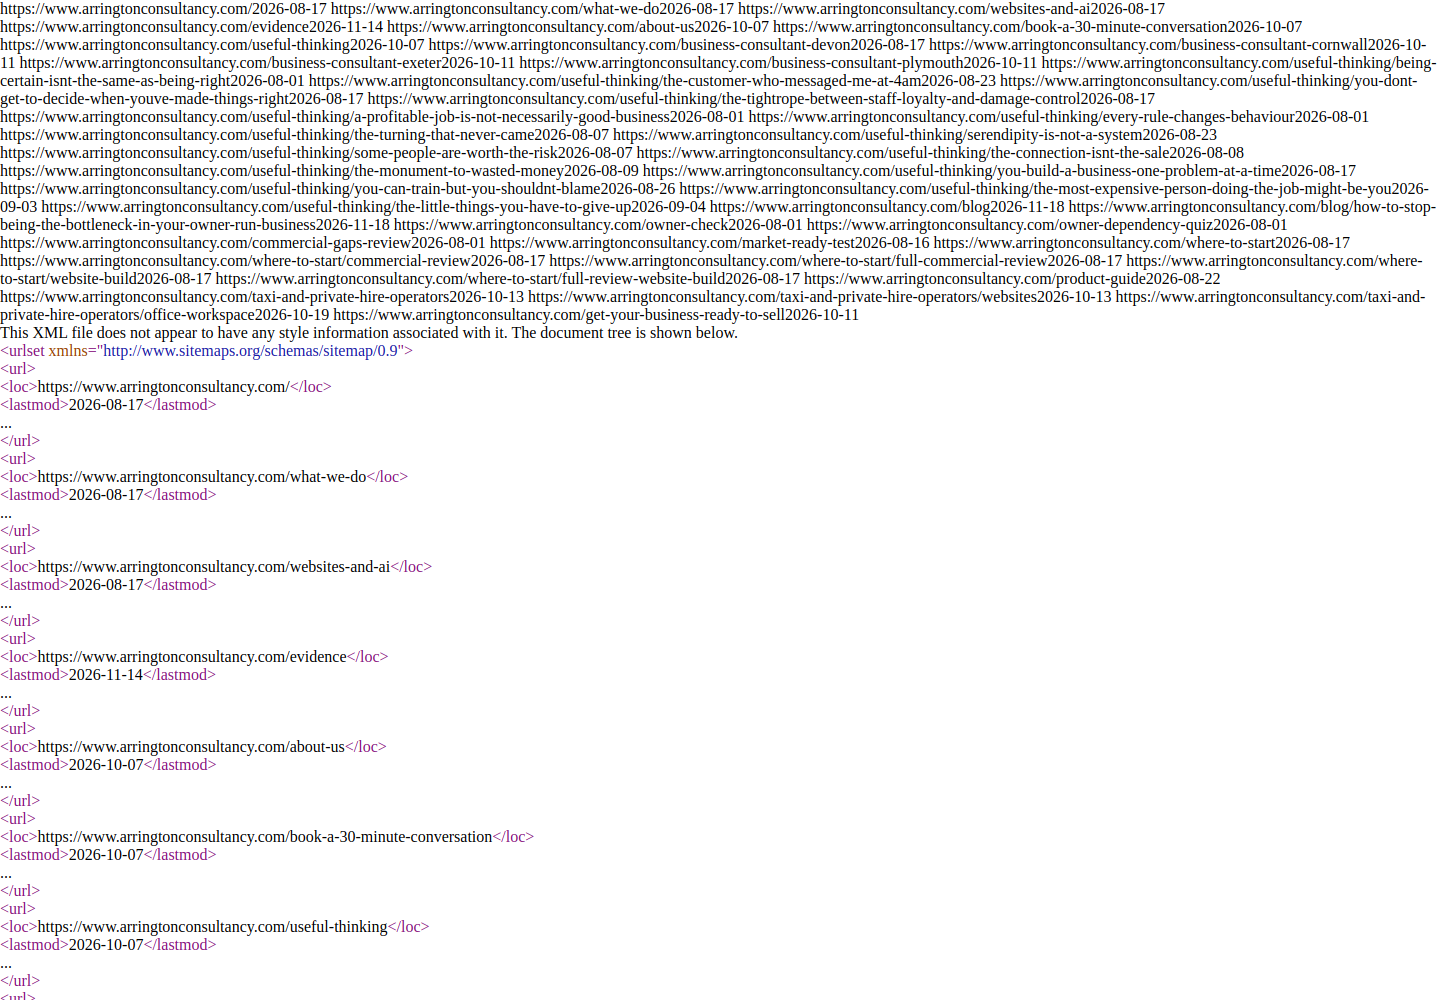 https://www.arringtonconsultancy.com/2026-08-17 https://www.arringtonconsultancy.com/what-we-do2026-08-17 https://www.arringtonconsultancy.com/websites-and-ai2026-08-17
https://www.arringtonconsultancy.com/evidence2026-11-14 https://www.arringtonconsultancy.com/about-us2026-10-07 https://www.arringtonconsultancy.com/book-a-30-minute-conversation2026-10-07
https://www.arringtonconsultancy.com/useful-thinking2026-10-07 https://www.arringtonconsultancy.com/business-consultant-devon2026-08-17 https://www.arringtonconsultancy.com/business-consultant-cornwall2026-10-
11 https://www.arringtonconsultancy.com/business-consultant-exeter2026-10-11 https://www.arringtonconsultancy.com/business-consultant-plymouth2026-10-11 https://www.arringtonconsultancy.com/useful-thinking/being-
certain-isnt-the-same-as-being-right2026-08-01 https://www.arringtonconsultancy.com/useful-thinking/the-customer-who-messaged-me-at-4am2026-08-23 https://www.arringtonconsultancy.com/useful-thinking/you-dont-
get-to-decide-when-youve-made-things-right2026-08-17 https://www.arringtonconsultancy.com/useful-thinking/the-tightrope-between-staff-loyalty-and-damage-control2026-08-17
https://www.arringtonconsultancy.com/useful-thinking/a-profitable-job-is-not-necessarily-good-business2026-08-01 https://www.arringtonconsultancy.com/useful-thinking/every-rule-changes-behaviour2026-08-01
https://www.arringtonconsultancy.com/useful-thinking/the-turning-that-never-came2026-08-07 https://www.arringtonconsultancy.com/useful-thinking/serendipity-is-not-a-system2026-08-23
https://www.arringtonconsultancy.com/useful-thinking/some-people-are-worth-the-risk2026-08-07 https://www.arringtonconsultancy.com/useful-thinking/the-connection-isnt-the-sale2026-08-08
https://www.arringtonconsultancy.com/useful-thinking/the-monument-to-wasted-money2026-08-09 https://www.arringtonconsultancy.com/useful-thinking/you-build-a-business-one-problem-at-a-time2026-08-17
https://www.arringtonconsultancy.com/useful-thinking/you-can-train-but-you-shouldnt-blame2026-08-26 https://www.arringtonconsultancy.com/useful-thinking/the-most-expensive-person-doing-the-job-might-be-you2026-
09-03 https://www.arringtonconsultancy.com/useful-thinking/the-little-things-you-have-to-give-up2026-09-04 https://www.arringtonconsultancy.com/blog2026-11-18 https://www.arringtonconsultancy.com/blog/how-to-stop-
being-the-bottleneck-in-your-owner-run-business2026-11-18 https://www.arringtonconsultancy.com/owner-check2026-08-01 https://www.arringtonconsultancy.com/owner-dependency-quiz2026-08-01
https://www.arringtonconsultancy.com/commercial-gaps-review2026-08-01 https://www.arringtonconsultancy.com/market-ready-test2026-08-16 https://www.arringtonconsultancy.com/where-to-start2026-08-17
https://www.arringtonconsultancy.com/where-to-start/commercial-review2026-08-17 https://www.arringtonconsultancy.com/where-to-start/full-commercial-review2026-08-17 https://www.arringtonconsultancy.com/where-
to-start/website-build2026-08-17 https://www.arringtonconsultancy.com/where-to-start/full-review-website-build2026-08-17 https://www.arringtonconsultancy.com/product-guide2026-08-22
https://www.arringtonconsultancy.com/taxi-and-private-hire-operators2026-10-13 https://www.arringtonconsultancy.com/taxi-and-private-hire-operators/websites2026-10-13 https://www.arringtonconsultancy.com/taxi-and-
private-hire-operators/office-workspace2026-10-19 https://www.arringtonconsultancy.com/get-your-business-ready-to-sell2026-10-11
This XML file does not appear to have any style information associated with it. The document tree is shown below.
<urlset xmlns="http://www.sitemaps.org/schemas/sitemap/0.9">
<url>
<loc>https://www.arringtonconsultancy.com/</loc>
<lastmod>2026-08-17</lastmod>
...
</url>
<url>
<loc>https://www.arringtonconsultancy.com/what-we-do</loc>
<lastmod>2026-08-17</lastmod>
...
</url>
<url>
<loc>https://www.arringtonconsultancy.com/websites-and-ai</loc>
<lastmod>2026-08-17</lastmod>
...
</url>
<url>
<loc>https://www.arringtonconsultancy.com/evidence</loc>
<lastmod>2026-11-14</lastmod>
...
</url>
<url>
<loc>https://www.arringtonconsultancy.com/about-us</loc>
<lastmod>2026-10-07</lastmod>
...
</url>
<url>
<loc>https://www.arringtonconsultancy.com/book-a-30-minute-conversation</loc>
<lastmod>2026-10-07</lastmod>
...
</url>
<url>
<loc>https://www.arringtonconsultancy.com/useful-thinking</loc>
<lastmod>2026-10-07</lastmod>
...
</url>
<url>